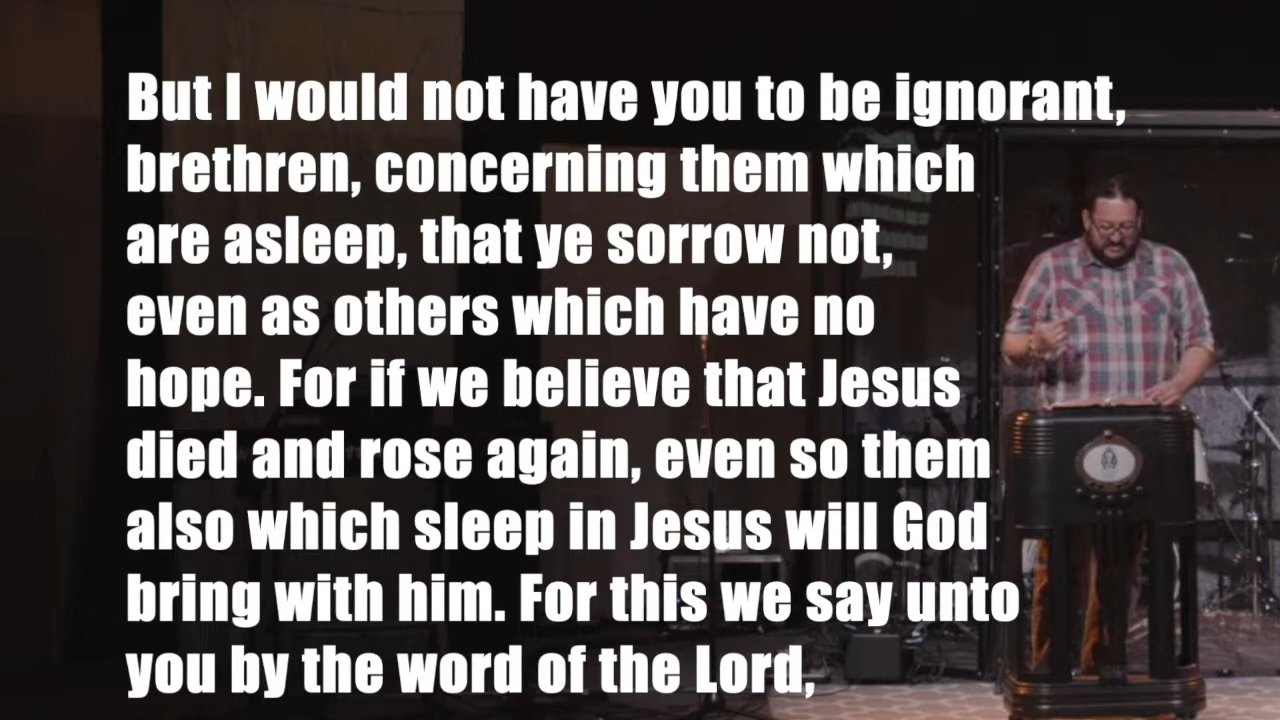 But I would not have you to be ignorant,
brethren, concerning them which
are asleep, that ye sorrow not,
even as others which have no
hope. For if we believe that Jesus
died and rose again, even so them
also which sleep in Jesus will God
bring with him. For this we say unto
you by the word of the Lord,